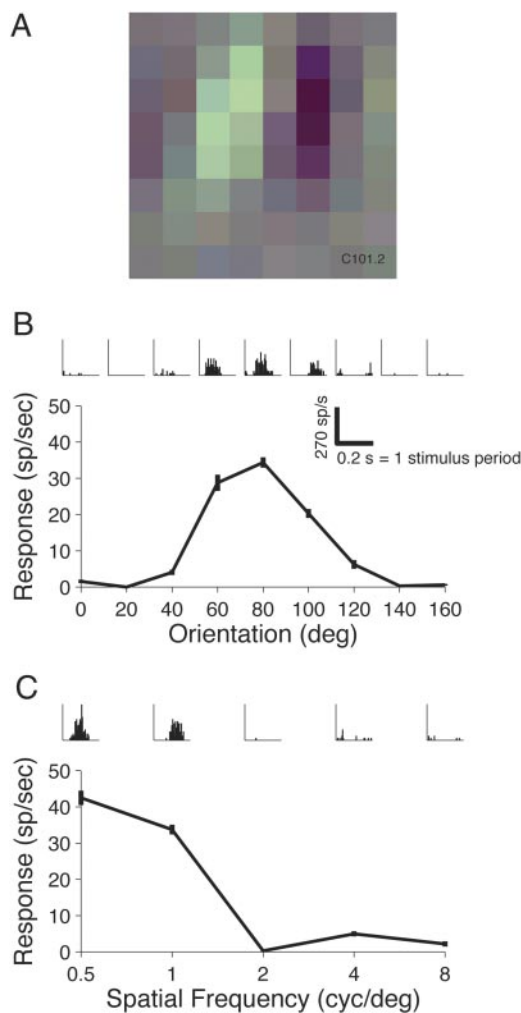 A
C101.2
B
270 sp/s
0.2 s = 1 stimulus period
50
40
30
20
10
0
Response (sp/sec)
0 20 40 60 80 100 120 140 160
Orientation (deg)
C
50
40
30
20
10
0
Response (sp/sec)
0.5 1 2 4 8
Spatial Frequency (cyc/deg)